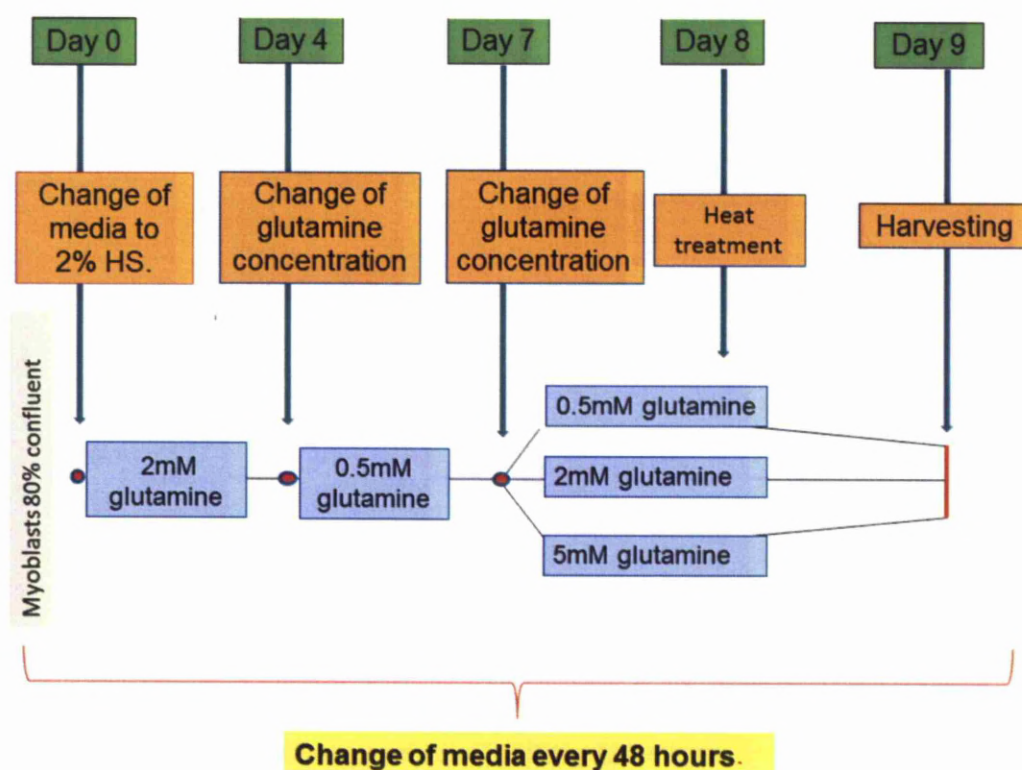 Day 0
Day 4
Day 7
Day 8
Day 9
Change of
media to
2% HS.
Change of
glutamine
concentration
Change of
glutamine
concentration
Heat
treatment
Harvesting
Myoblasts 80% confluent
2mM
glutamine
0.5mM
glutamine
0.5mM glutamine
2mM glutamine
5mM glutamine
Change of media every 48 hours.